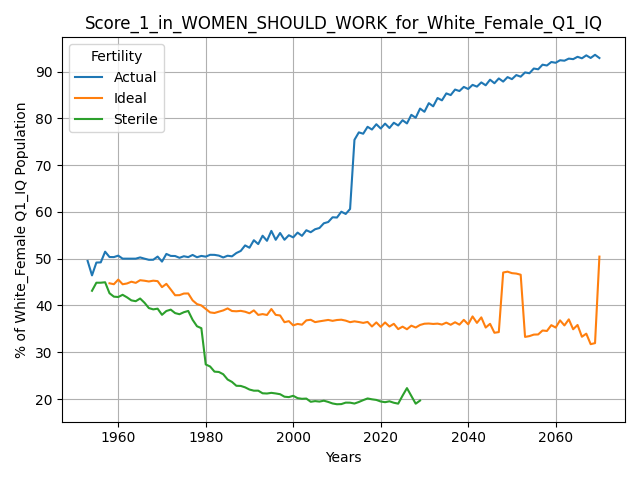 Score_1_in_WOMEN_SHOULD_WORK_for_White_Female_Q1_IQ
Fertility
Actual
Ideal
Sterile
% of White_Female Q1_IQ Population
90
80
70
60
50
40
30
20
1960
1980
2000
2020
2040
2060
Years